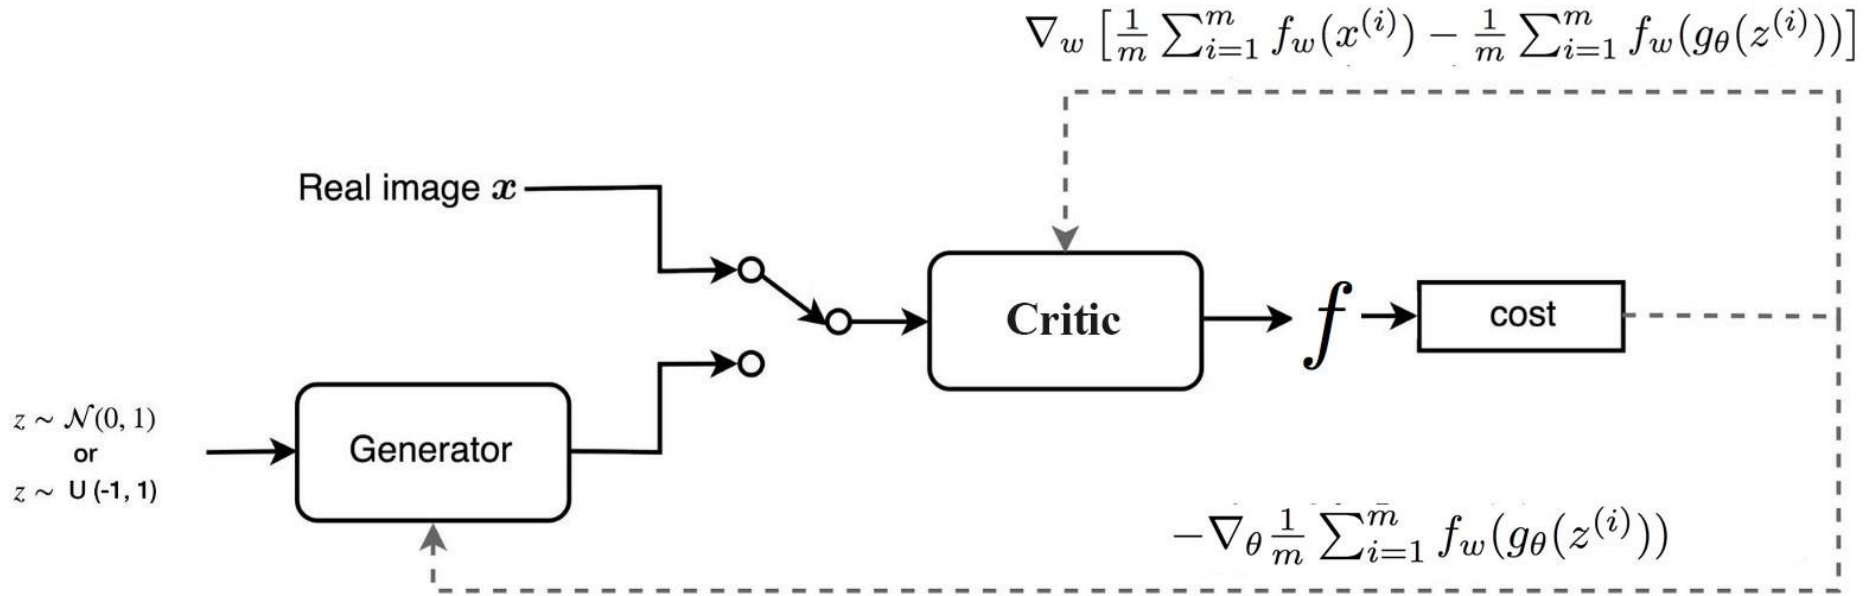 ∇_w [1/m ∑_{i=1}^{m} f_w(x^{(i)}) − 1/m ∑_{i=1}^{m} f_w(g_θ(z^{(i)}))]
Real image x
Critic
f
cost
z ∼ 𝒩(0, 1)
or
z ∼ U (-1, 1)
Generator
−∇_θ 1/m ∑_{i=1}^{m} f_w(g_θ(z^{(i)}))